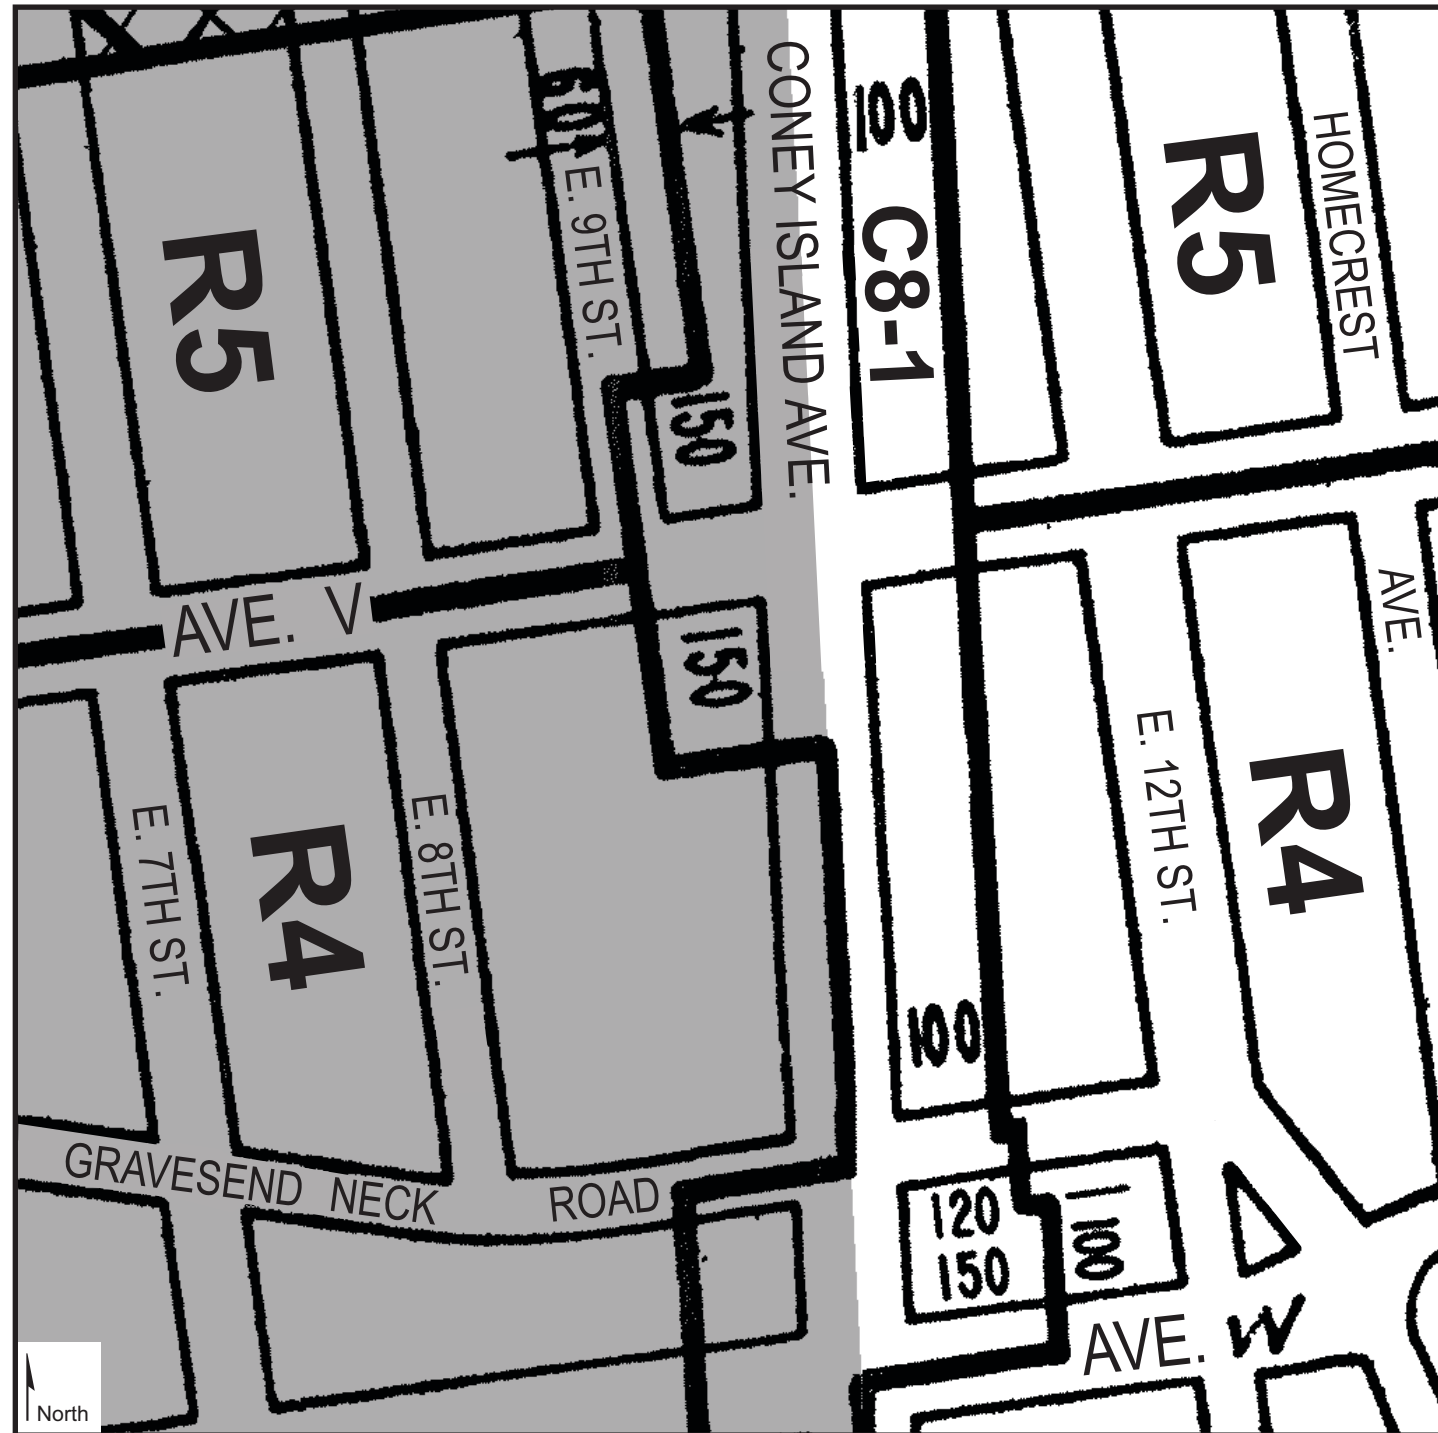 60
E. 9TH ST.
CONEY ISLAND AVE.
100
C8-1
R5
HOMECREST
AVE.
R5
150
AVE. V
150
E. 7TH ST.
R4
E. 8TH ST.
E. 12TH ST.
R4
100
GRAVESEND NECK ROAD
120
150
100
AVE. W
North